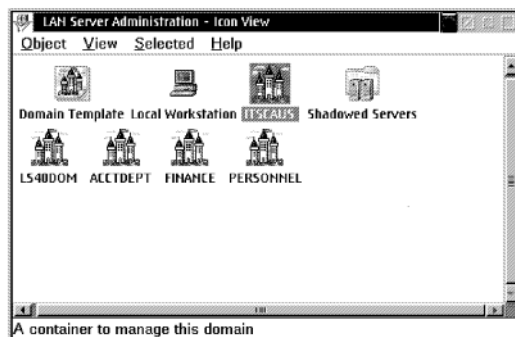 LAN Server Administration - Icon View
Object View Selected Help
Domain Template Local Workstation ITSCAUS Shadowed Servers
LS40DOM ACCTDEPT FINANCE PERSONNEL
A container to manage this domain